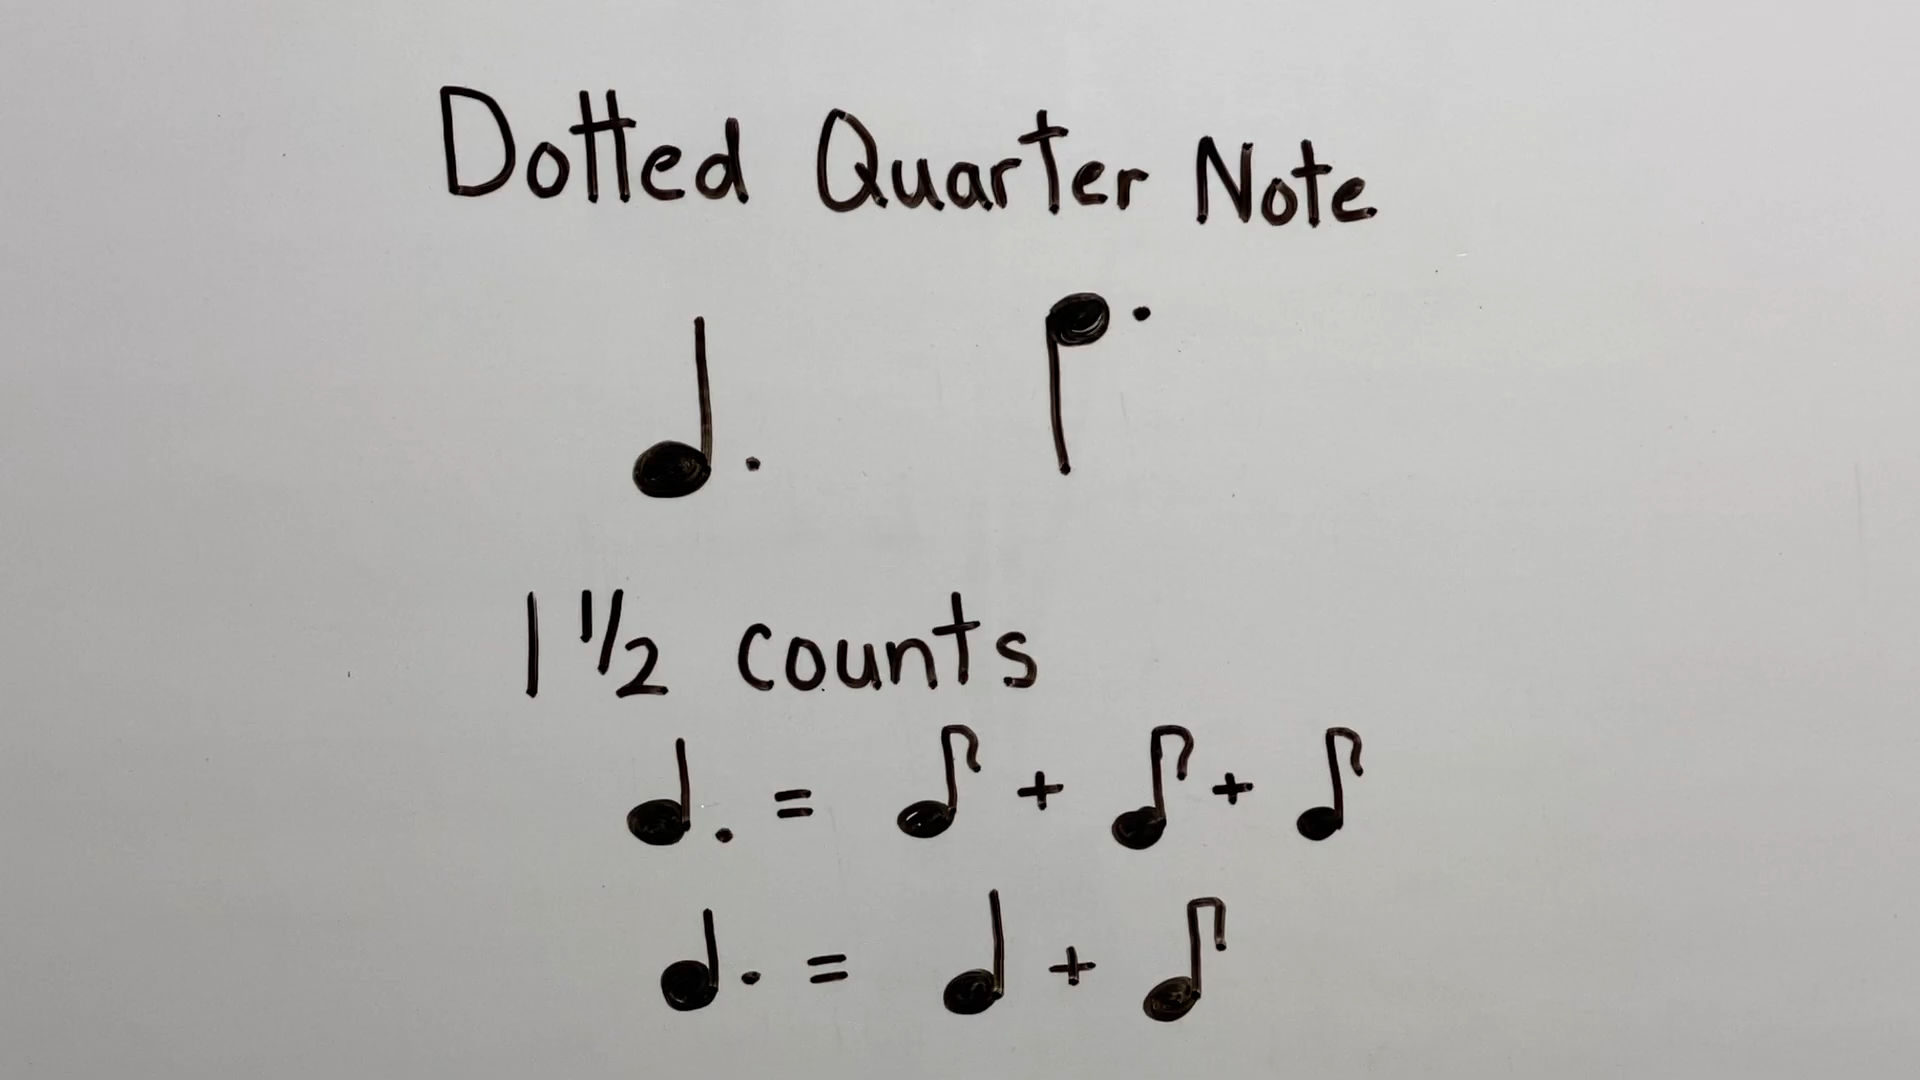 Dotted Quarter Note
1 1/2 counts
= + +
= +